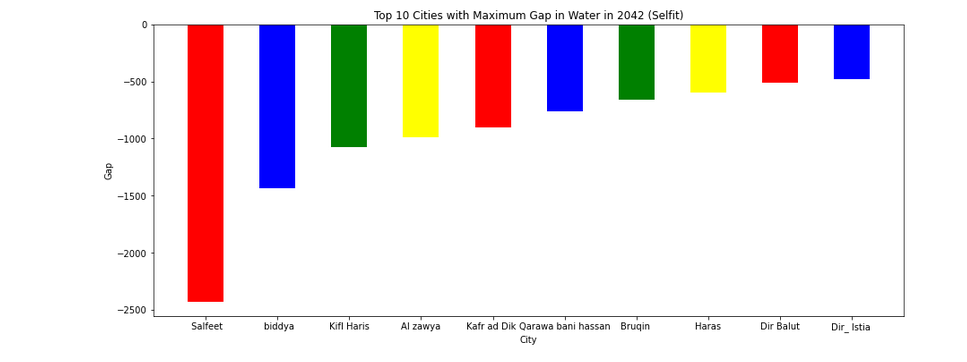 Top 10 Cities with Maximum Gap in Water in 2042 (Selfit)
0
−500
−1000
−1500
−2000
−2500
Gap
Salfeet biddya Kifl Haris Al zawya Kafr ad Dik Qarawa bani hassan Bruqin Haras Dir Balut Dir_ Istia
City